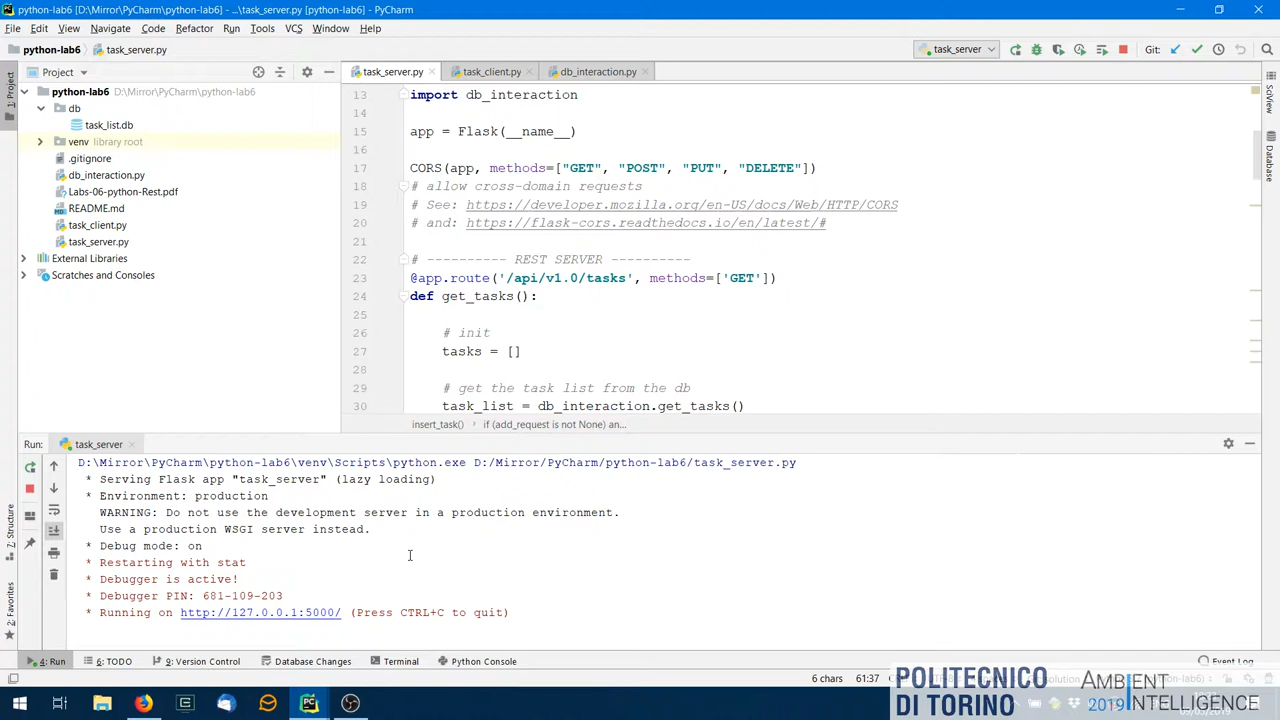 python-lab6 [D:\Mirror\PyCharm\python-lab6] - ...\task_server.py [python-lab6] - PyCharm
File Edit View Navigate Code Refactor Run Tools VCS Window Help
python-lab6 task_server.py
task_server
Git:
Project
task_server.py task_client.py db_interaction.py
1: Project
SciView
Database
python-lab6 D:\Mirror\PyCharm\python-lab6
db
task_list.db
venv library root
.gitignore
db_interaction.py
Labs-06-python-Rest.pdf
README.md
task_client.py
task_server.py
External Libraries
Scratches and Consoles
13 import db_interaction
14
15 app = Flask(__name__)
16
17 CORS(app, methods=["GET", "POST", "PUT", "DELETE"])
18 # allow cross-domain requests
19 # See: https://developer.mozilla.org/en-US/docs/Web/HTTP/CORS
20 # and: https://flask-cors.readthedocs.io/en/latest/#
21
22 # ---------- REST SERVER ----------
23 @app.route('/api/v1.0/tasks', methods=['GET'])
24 def get_tasks():
25
26 # init
27 tasks = []
28
29 # get the task list from the db
30 task_list = db_interaction.get_tasks()
insert_task() if (add_request is not None) an...
Run: task_server
D:\Mirror\PyCharm\python-lab6\venv\Scripts\python.exe D:/Mirror/PyCharm/python-lab6/task_server.py
* Serving Flask app "task_server" (lazy loading)
* Environment: production
WARNING: Do not use the development server in a production environment.
Use a production WSGI server instead.
* Debug mode: on
* Restarting with stat
* Debugger is active!
* Debugger PIN: 681-109-203
* Running on http://127.0.0.1:5000/ (Press CTRL+C to quit)
7: Structure
2: Favorites
4: Run 6: TODO 9: Version Control Database Changes Terminal Python Console Event Log
6 chars 61:37
POLITECNICO
DI TORINO
AMBIENT
2019 INTELLIGENCE